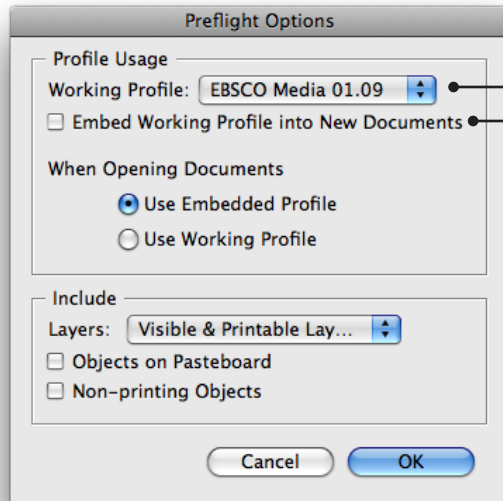 Preflight Options
Profile Usage
Working Profile: EBSCO Media 01.09
Embed Working Profile into New Documents
When Opening Documents
Use Embedded Profile
Use Working Profile
Include
Layers: Visible & Printable Lay...
Objects on Pasteboard
Non-printing Objects
Cancel OK